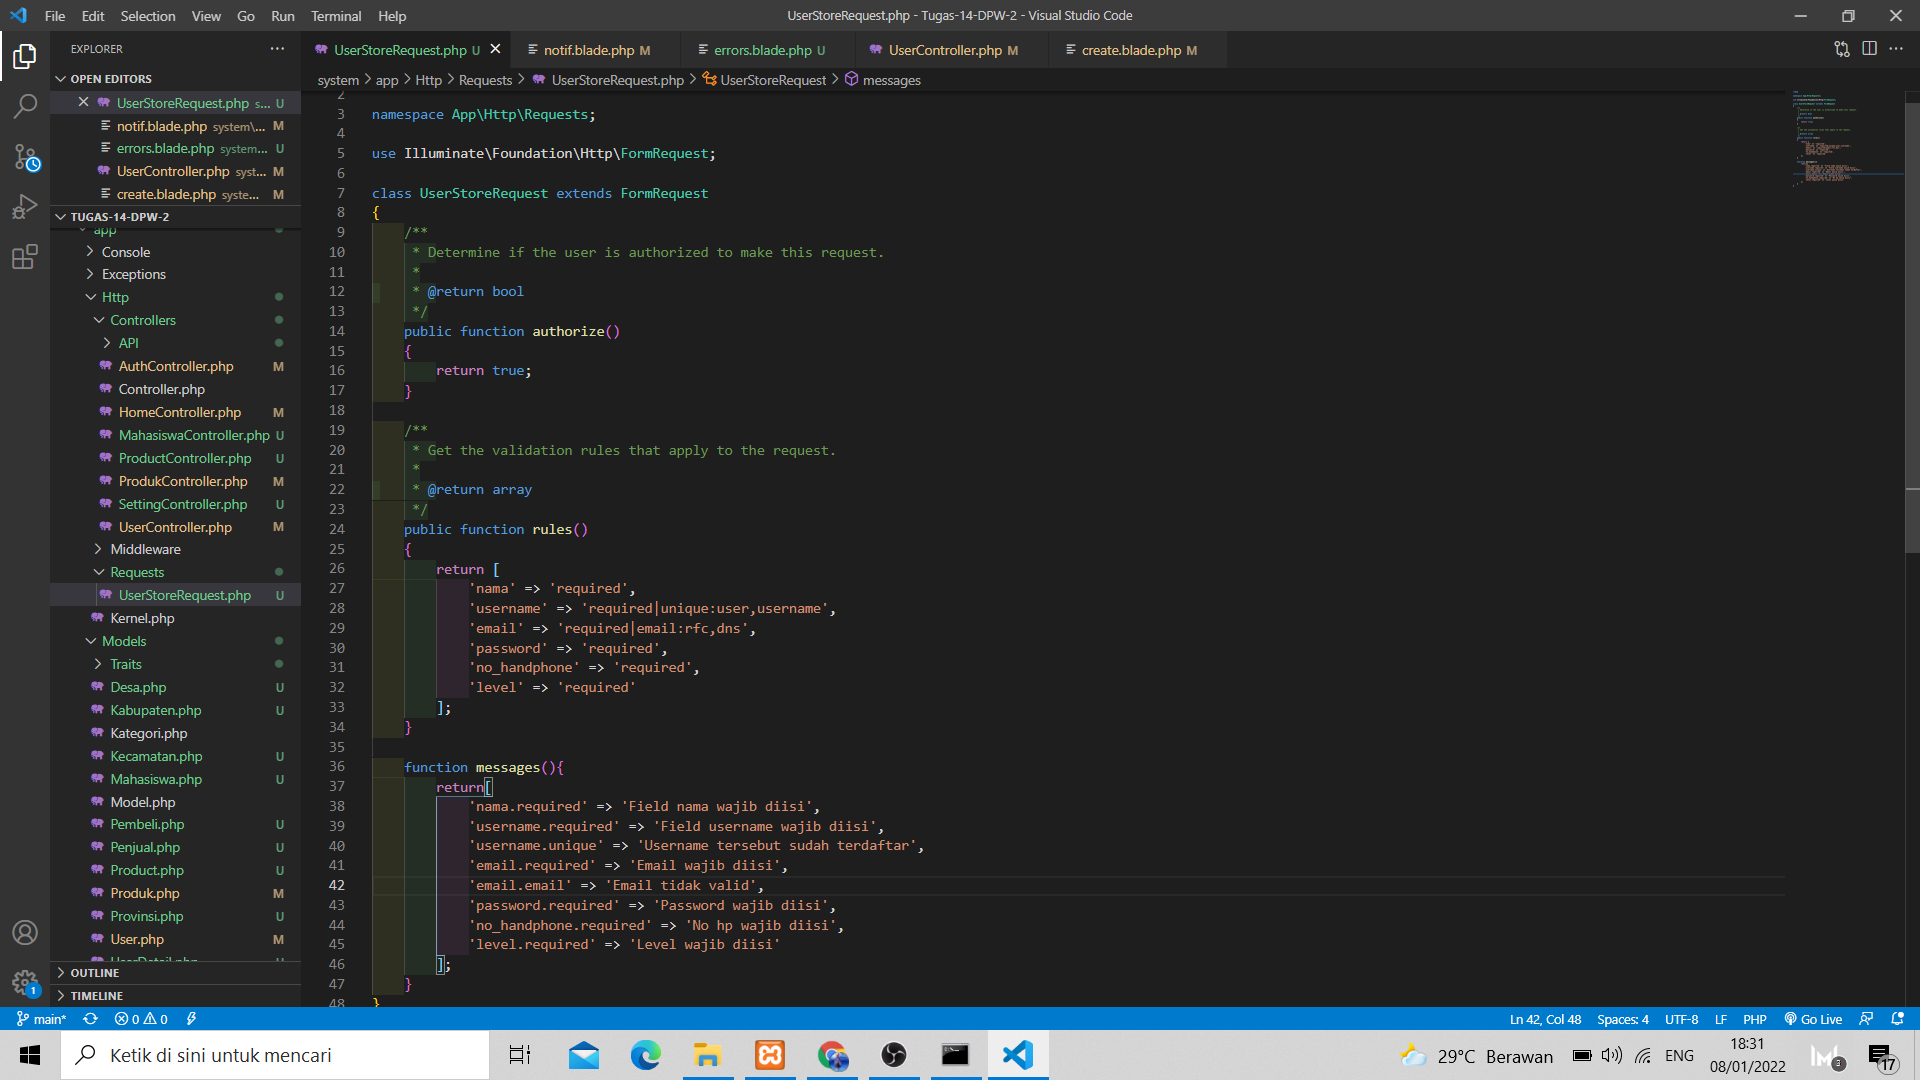 File Edit Selection View Go Run Terminal Help
UserStoreRequest.php - Tugas-14-DPW-2 - Visual Studio Code
EXPLORER
UserStoreRequest.php U
notif.blade.php M
errors.blade.php U
UserController.php M
create.blade.php M
system > app > Http > Requests > UserStoreRequest.php > UserStoreRequest > messages
OPEN EDITORS
UserStoreRequest.php s... U
notif.blade.php system\... M
errors.blade.php system... U
UserController.php syst... M
create.blade.php syste... M
TUGAS-14-DPW-2
app
Console
Exceptions
Http
Controllers
API
AuthController.php M
Controller.php
HomeController.php M
MahasiswaController.php U
ProductController.php U
ProdukController.php M
SettingController.php U
UserController.php M
Middleware
Requests
UserStoreRequest.php U
Kernel.php
Models
Traits
Desa.php U
Kabupaten.php U
Kategori.php
Kecamatan.php U
Mahasiswa.php U
Model.php
Pembeli.php U
Penjual.php U
Product.php U
Produk.php M
Provinsi.php U
User.php M
UserDetail.php U
OUTLINE
TIMELINE
2
3 namespace App\Http\Requests;
4
5 use Illuminate\Foundation\Http\FormRequest;
6
7 class UserStoreRequest extends FormRequest
8 {
9 /**
10 * Determine if the user is authorized to make this request.
11 *
12 * @return bool
13 */
14 public function authorize()
15 {
16 return true;
17 }
18
19 /**
20 * Get the validation rules that apply to the request.
21 *
22 * @return array
23 */
24 public function rules()
25 {
26 return [
27 'nama' => 'required',
28 'username' => 'required|unique:user,username',
29 'email' => 'required|email:rfc,dns',
30 'password' => 'required',
31 'no_handphone' => 'required',
32 'level' => 'required'
33 ];
34 }
35
36 function messages(){
37 return[
38 'nama.required' => 'Field nama wajib diisi',
39 'username.required' => 'Field username wajib diisi',
40 'username.unique' => 'Username tersebut sudah terdaftar',
41 'email.required' => 'Email wajib diisi',
42 'email.email' => 'Email tidak valid',
43 'password.required' => 'Password wajib diisi',
44 'no_handphone.required' => 'No hp wajib diisi',
45 'level.required' => 'Level wajib diisi'
46 ];
47 }
48 }
1
main* 0 0
Ln 42, Col 48 Spaces: 4 UTF-8 LF PHP Go Live
Ketik di sini untuk mencari
29°C Berawan
ENG
18:31
08/01/2022
3
17